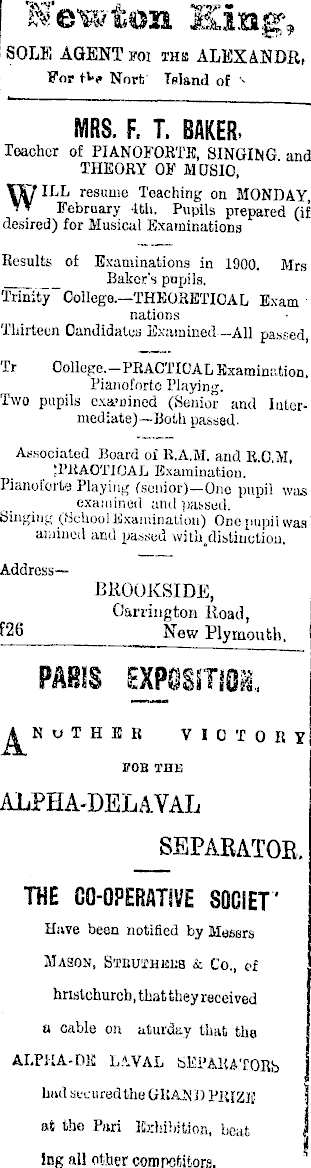 Newton King,
SOLE AGENT FOR THE ALEXANDR,
For the Nort Island of
MRS. F. T. BAKER,
Teacher of PIANOFORTE, SINGING. and
THEORY OF MUSIC,
WILL resume Teaching on MONDAY,
February 4th. Pupils prepared (if
desired) for Musical Examinations
Results of Examinations in 1900. Mrs
Baker's pupils.
Trinity College.—THEORETICAL Exam
nations
Thirteen Candidates Examined—All passed,
Tr College.—PRACTICAL Examination.
Pianoforte Playing.
Two pupils examined (Senior and Inter-
mediate)—Both passed.
Associated Board of R.A.M. and R.C.M,
PRACTICAL Examination.
Pianoforte Playing (senior)—One pupil was
examined and passed.
Singing (School Examination) One pupil was
amined and passed with distinction.
Address—
BROOKSIDE,
Carrington Road,
f26 New Plymouth.
PARIS EXPOSITION.
ANOTHER VICTORY
FOR THE
ALPHA-DELAVAL
SEPARATOR.
THE CO-OPERATIVE SOCIET
Have been notified by Messrs
MASON, STRUTHERS & Co., of
hristchurch, that they received
a cable on aturday that the
ALPHA-DE LAVAL SEPARATORS
had secured the GRAND PRIZE
at the Pari Exhibition, beat
ing all other competitors.